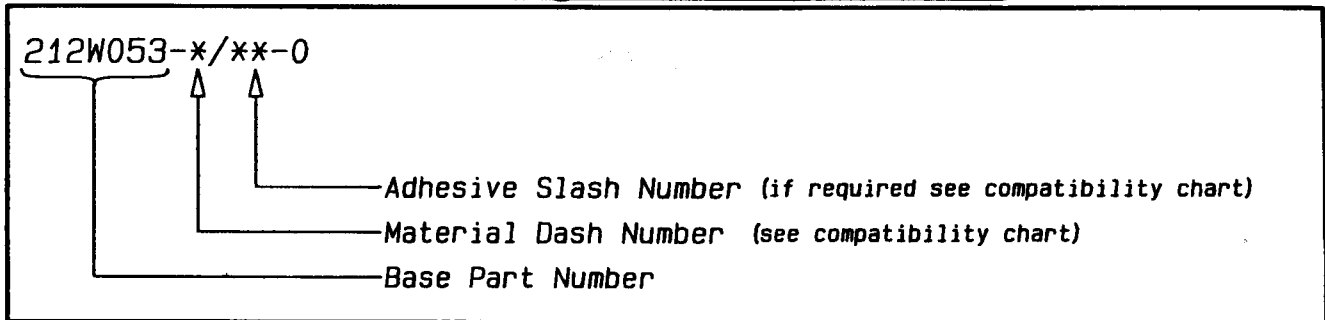 212W053-*/**-0
Adhesive Slash Number (if required see compatibility chart)
Material Dash Number (see compatibility chart)
Base Part Number